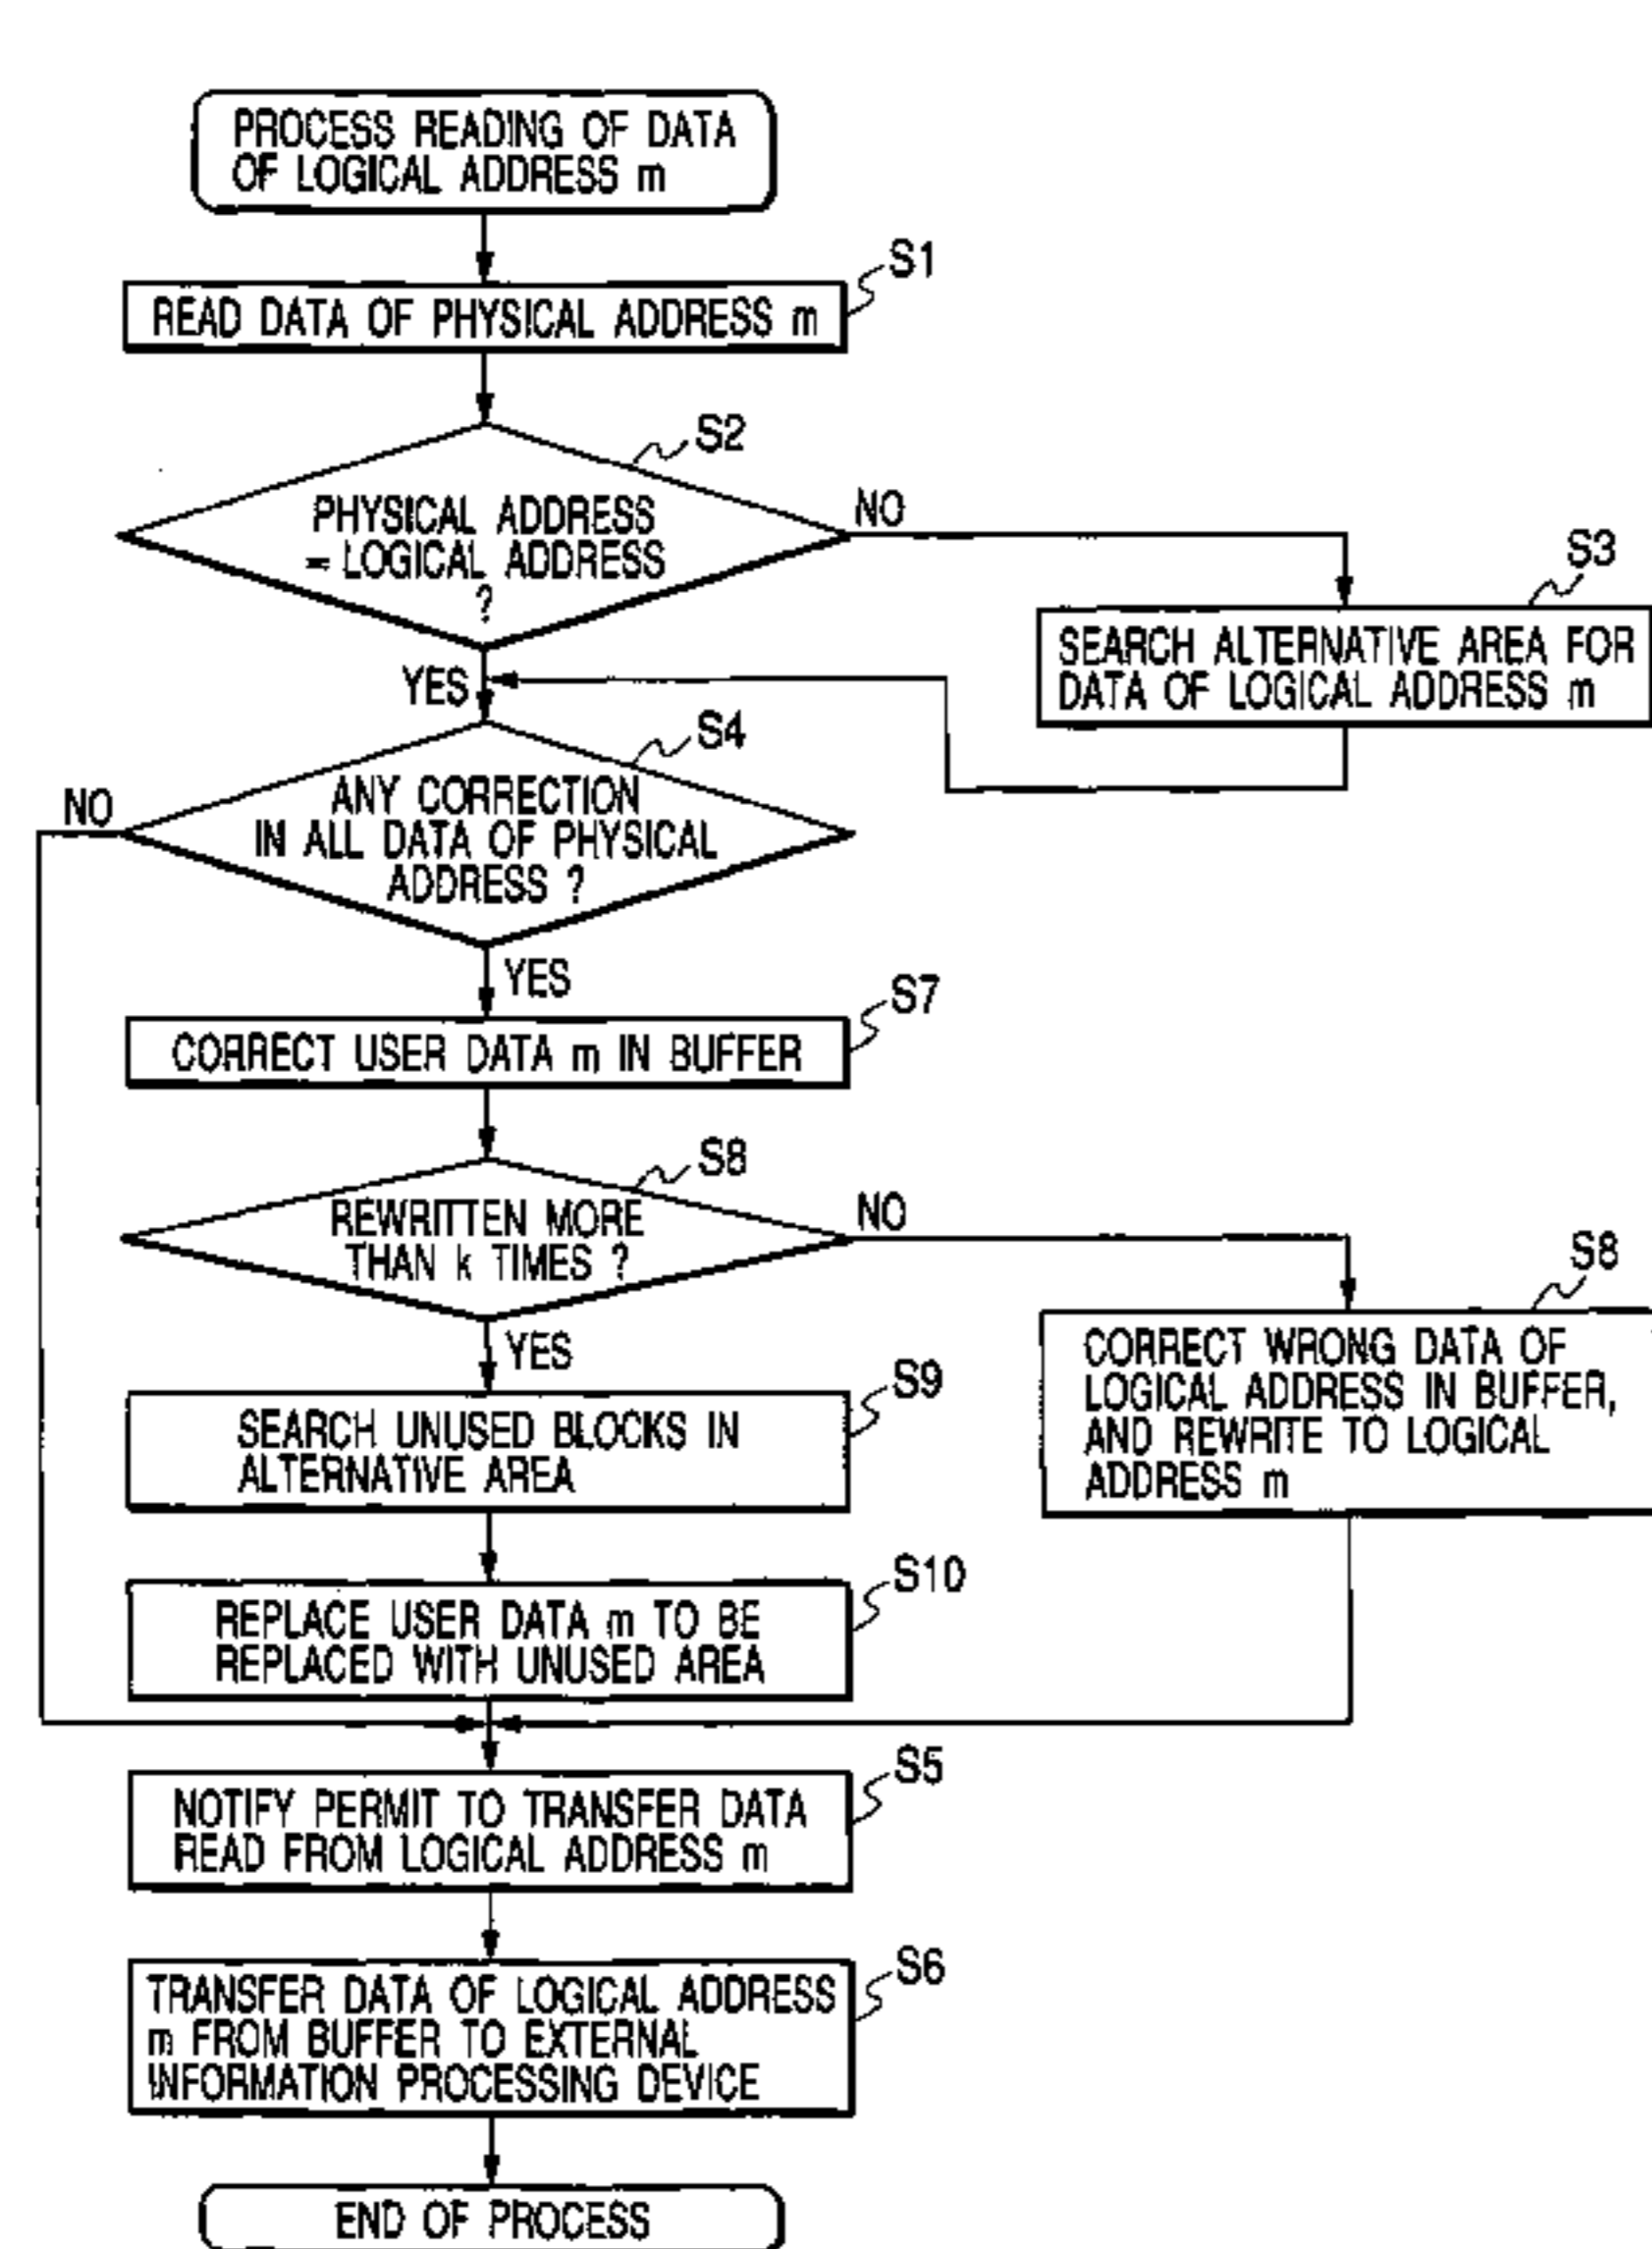 PROCESS READING OF DATA
OF LOGICAL ADDRESS m
S1
READ DATA OF PHYSICAL ADDRESS m
S2
PHYSICAL ADDRESS
= LOGICAL ADDRESS
?
NO
S3
SEARCH ALTERNATIVE AREA FOR
DATA OF LOGICAL ADDRESS m
YES
S4
NO
ANY CORRECTION
IN ALL DATA OF PHYSICAL
ADDRESS ?
YES
S7
CORRECT USER DATA m IN BUFFER
S8
REWRITTEN MORE
THAN k TIMES ?
NO
S8
CORRECT WRONG DATA OF
LOGICAL ADDRESS IN BUFFER,
AND REWRITE TO LOGICAL
ADDRESS m
YES
S9
SEARCH UNUSED BLOCKS IN
ALTERNATIVE AREA
S10
REPLACE USER DATA m TO BE
REPLACED WITH UNUSED AREA
S5
NOTIFY PERMIT TO TRANSFER DATA
READ FROM LOGICAL ADDRESS m
S6
TRANSFER DATA OF LOGICAL ADDRESS
m FROM BUFFER TO EXTERNAL
INFORMATION PROCESSING DEVICE
END OF PROCESS